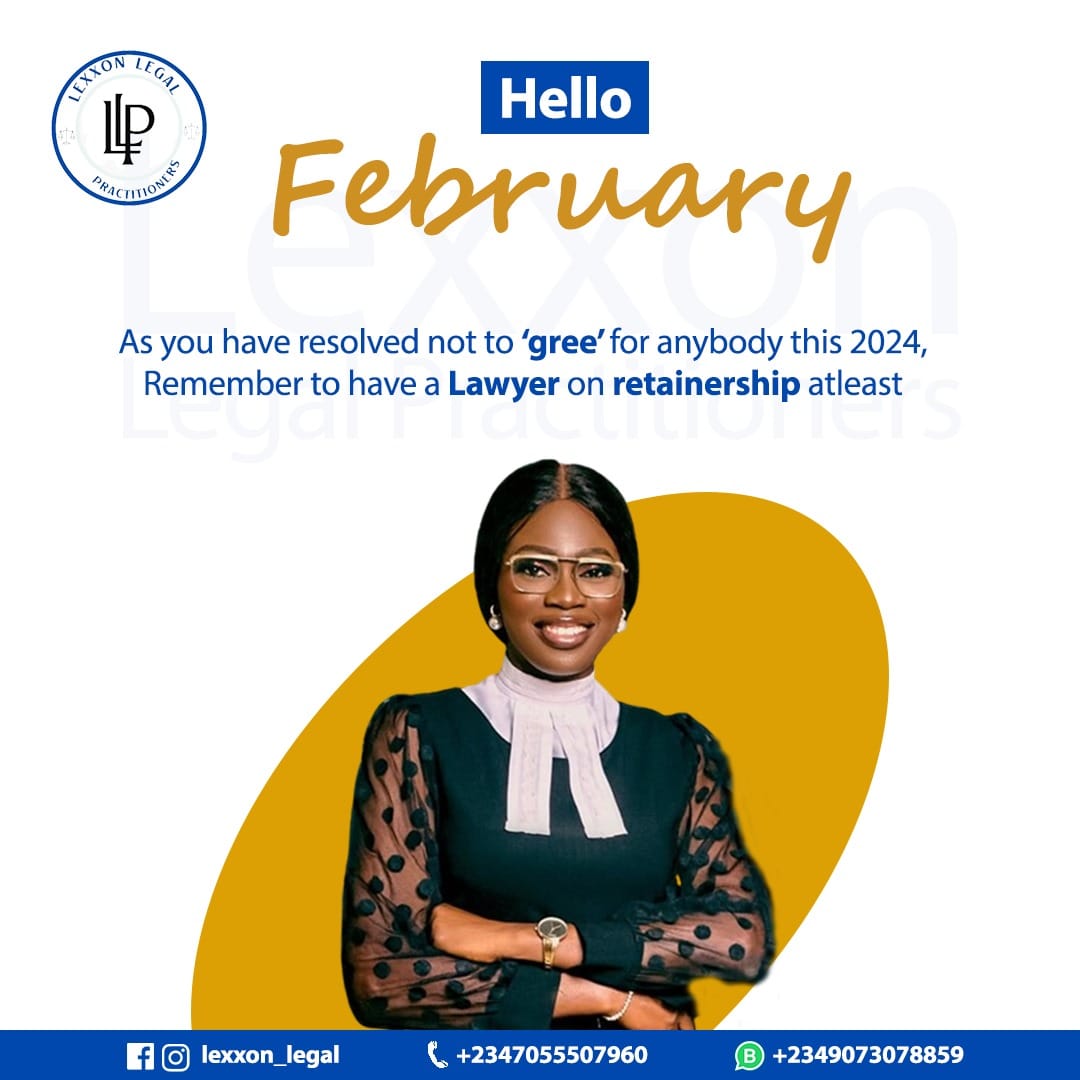 LEXXON LEGAL
LLP
PRACTITIONERS
Hello
February
Lexxon
Legal Practitioners
As you have resolved not to ‘gree’ for anybody this 2024,
Remember to have a Lawyer on retainership atleast
lexxon_legal
+2347055507960
+2349073078859